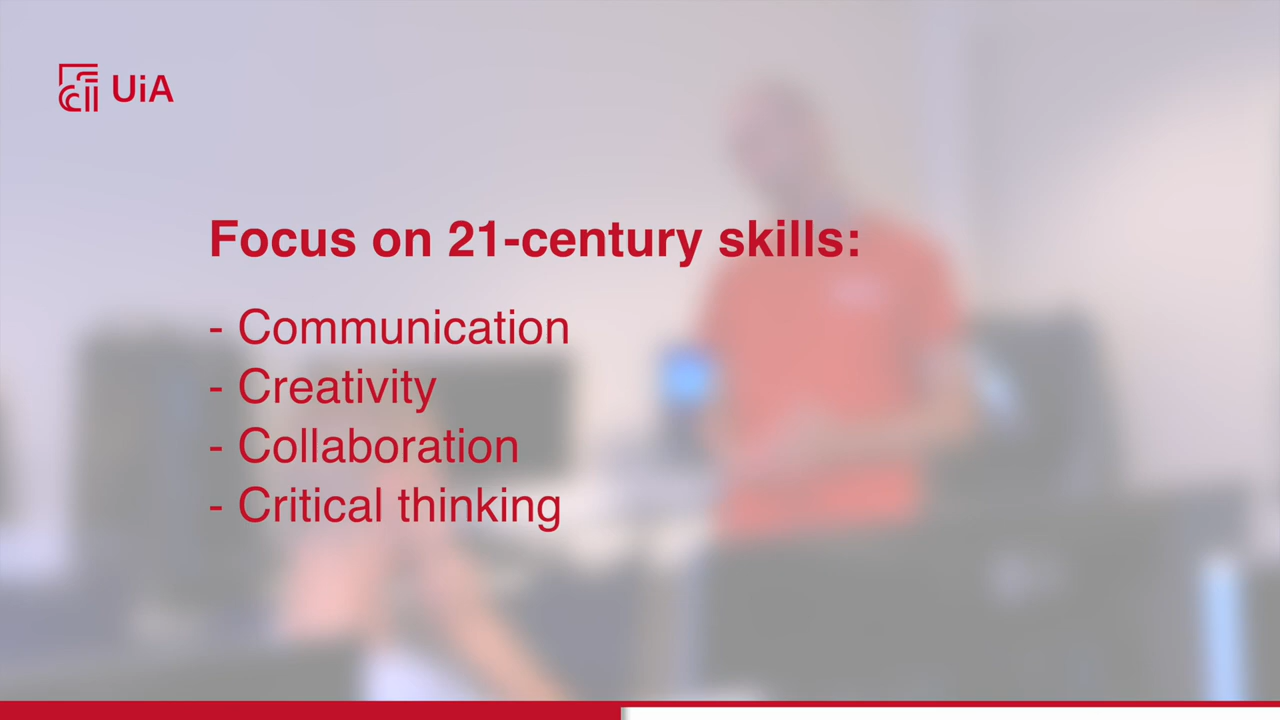 UiA
Focus on 21-century skills:
- Communication
- Creativity
- Collaboration
- Critical thinking